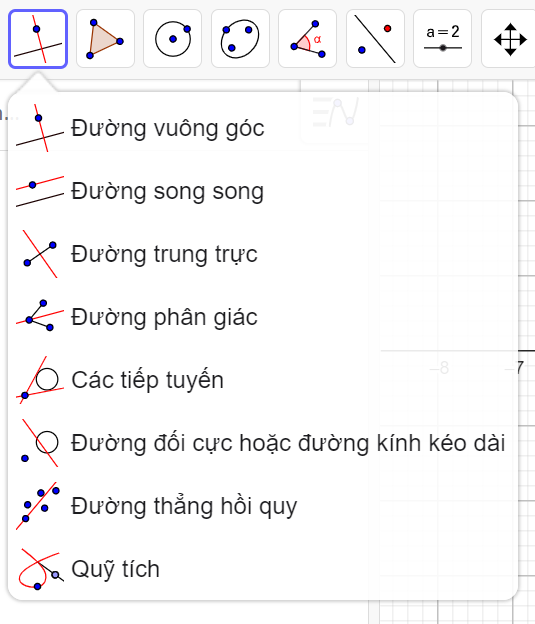 α
a=2
Đường vuông góc
Đường song song
Đường trung trực
Đường phân giác
Các tiếp tuyến
–8
–7
Đường đối cực hoặc đường kính kéo dài
Đường thẳng hồi quy
Quỹ tích